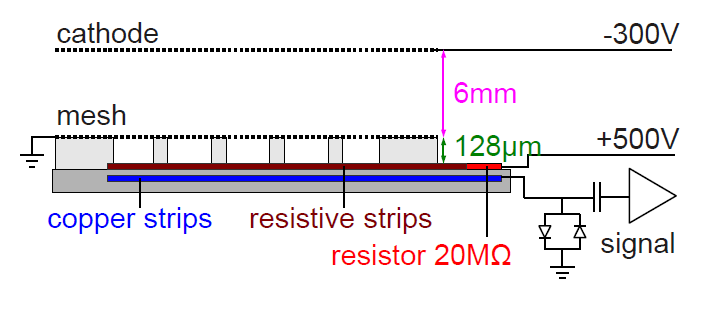 cathode
-300V
6mm
mesh
128μm
+500V
copper strips
resistive strips
resistor 20MΩ
signal